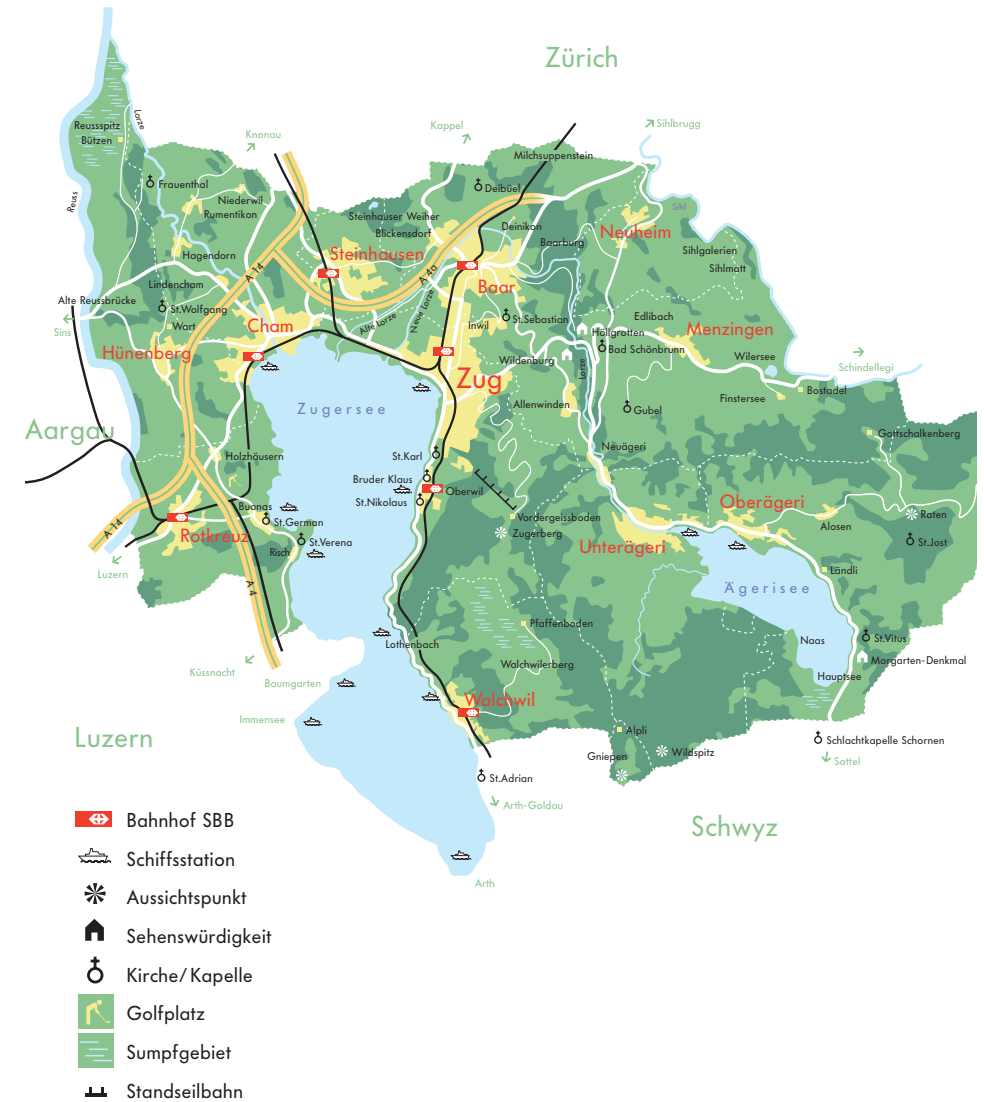 Zürich
Sihlbrugg
Kappel
Knonau
Lorze
Reussspitz
Bützen
Milchsuppenstein
Frauenthal
Deibüel
Reuss
Niederwil
Rumentikon
Steinhauser Weiher
Blickensdorf
Sihl
Deinikon
Neuheim
Baarburg
Steinhausen
Sihlgalerien
Hagendorn
Sihlmatt
A 14
A 4a
Lindencham
Baar
Alte Reussbrücke
St.Wolfgang
Neue Lorze
Alte Lorze
St.Sebastian
Edlibach
Sins
Wart
Cham
Inwil
Höllgrotten
Menzingen
Hünenberg
Bad Schönbrunn
Wildenburg
Lorze
Wilersee
Schindellegi
Zug
Bostadel
Finstersee
Zugersee
Allenwinden
Gubel
Aargau
Gottschalkenberg
Neuägeri
Holzhäusern
St.Karl
Bruder Klaus
Oberwil
St.Nikolaus
Oberägeri
Buonas
St.German
Vordergeissboden
Raten
A 14
Rotkreuz
Zugerberg
Alosen
St.Verena
Unterägeri
St.Jost
Risch
Luzern
Ländli
A 4
Ägerisee
Pfaffenboden
Lothenbach
Naas
St.Vitus
Walchwilerberg
Morgarten-Denkmal
Küssnacht
Hauptsee
Baumgarten
Walchwil
Immensee
Alpli
Luzern
Schlachtkapelle Schornen
Gniepen
Wildspitz
Sattel
St.Adrian
Arth-Goldau
Schwyz
Arth
Bahnhof SBB
Schiffsstation
Aussichtspunkt
Sehenswürdigkeit
Kirche/Kapelle
Golfplatz
Sumpfgebiet
Standseilbahn